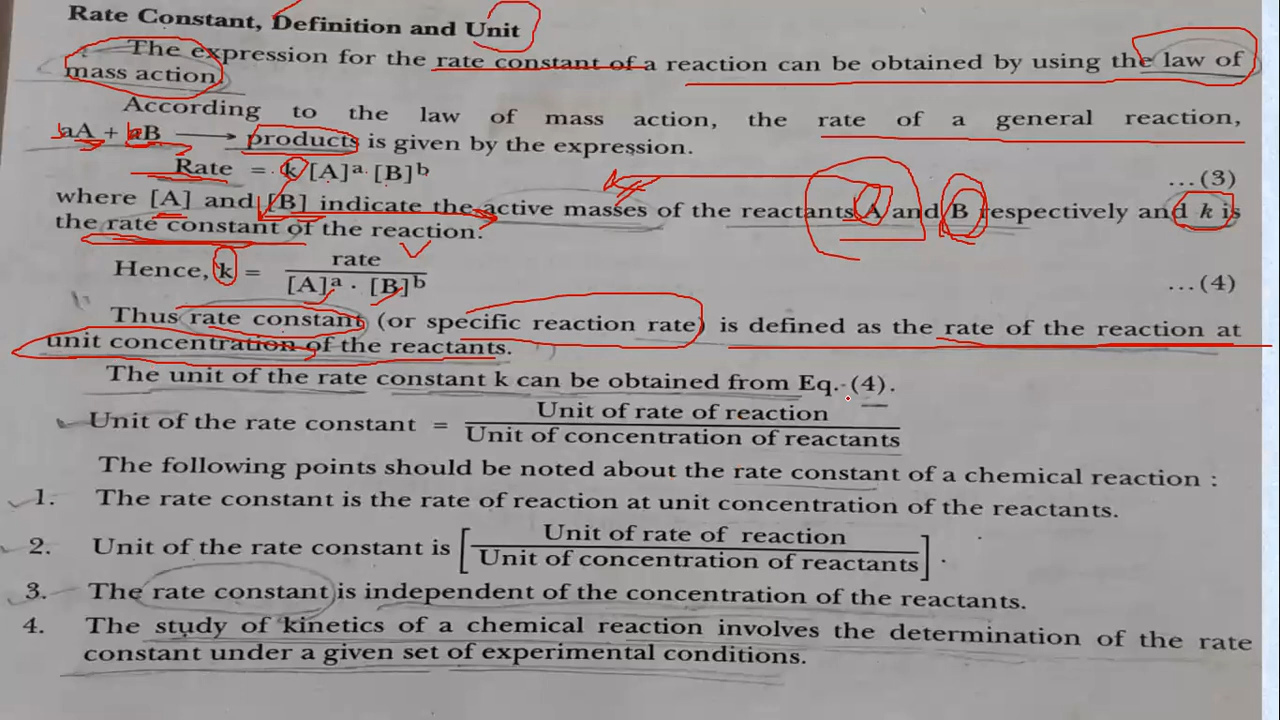 Rate Constant, Definition and Unit
The expression for the rate constant of a reaction can be obtained by using the law of
mass action.
According to the law of mass action, the rate of a general reaction,
aA + bB ⟶ products is given by the expression.
Rate = k [A]ᵃ [B]ᵇ ...(3)
where [A] and [B] indicate the active masses of the reactants A and B respectively and k is
the rate constant of the reaction.
Hence, k = rate / [A]ᵃ · [B]ᵇ ...(4)
Thus rate constant (or specific reaction rate) is defined as the rate of the reaction at
unit concentration of the reactants.
The unit of the rate constant k can be obtained from Eq. (4).
Unit of the rate constant = Unit of rate of reaction / Unit of concentration of reactants
The following points should be noted about the rate constant of a chemical reaction :
1. The rate constant is the rate of reaction at unit concentration of the reactants.
2. Unit of the rate constant is [Unit of rate of reaction / Unit of concentration of reactants].
3. The rate constant is independent of the concentration of the reactants.
4. The study of kinetics of a chemical reaction involves the determination of the rate
constant under a given set of experimental conditions.